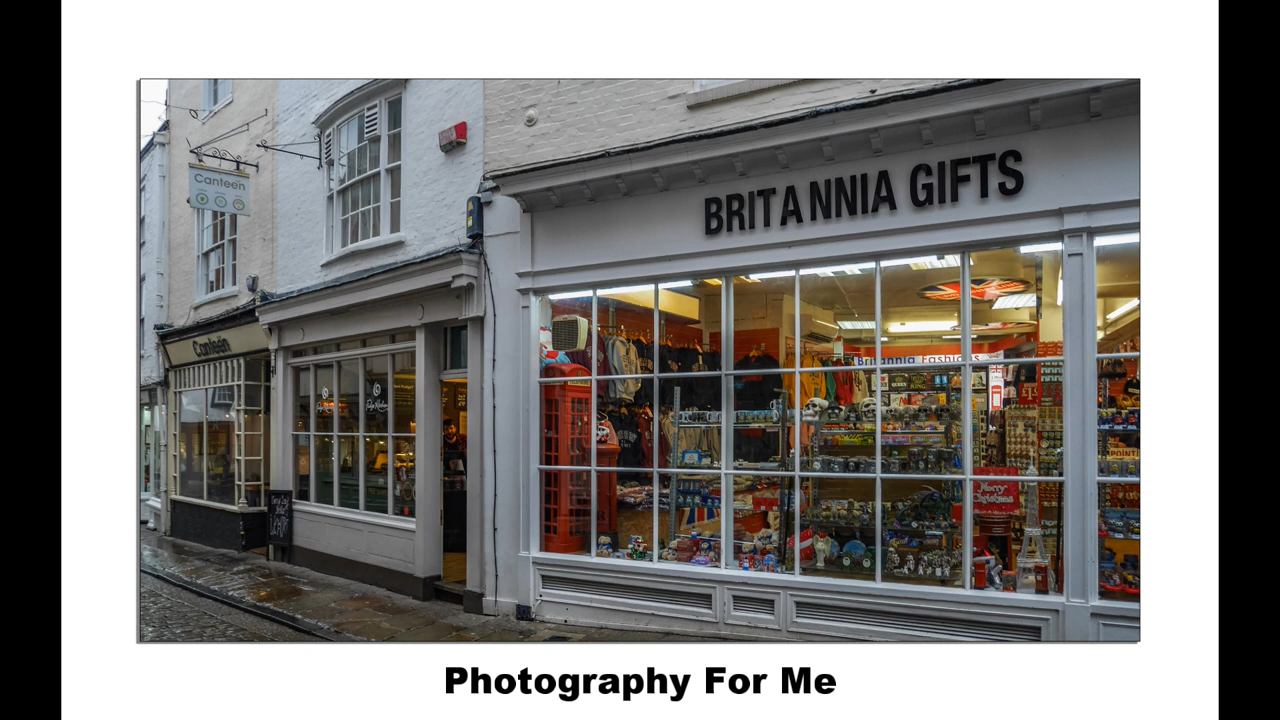 Canteen
BRITANNIA GIFTS
Canteen
Britannia Fashions
Merry
Christmas
Photography For Me